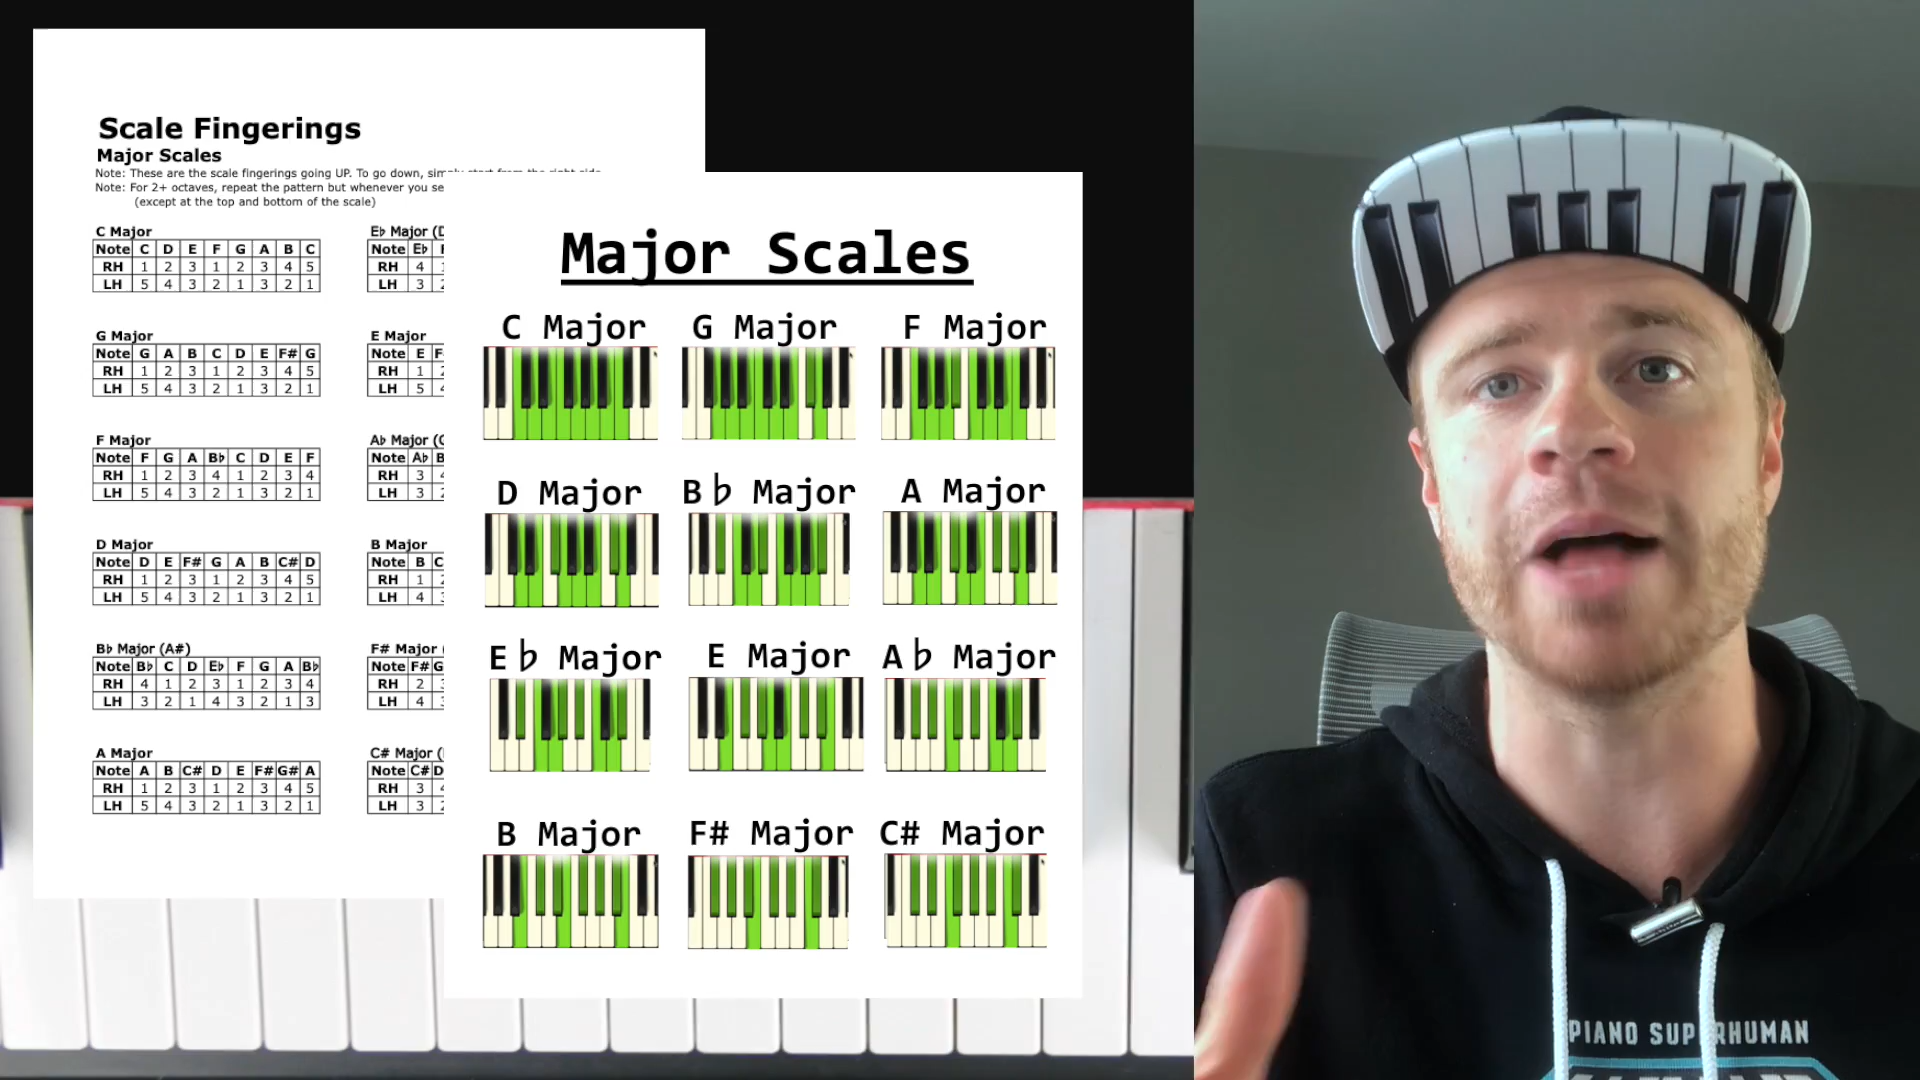 Scale Fingerings
Major Scales
Note: These are the scale fingerings going UP. To go down, simply start from the right side
Note: For 2+ octaves, repeat the pattern but whenever you se
(except at the top and bottom of the scale)
C Major
Note C D E F G A B C
RH 1 2 3 1 2 3 4 5
LH 5 4 3 2 1 3 2 1
G Major
Note G A B C D E F# G
RH 1 2 3 1 2 3 4 5
LH 5 4 3 2 1 3 2 1
F Major
Note F G A B♭ C D E F
RH 1 2 3 4 1 2 3 4
LH 5 4 3 2 1 3 2 1
D Major
Note D E F# G A B C# D
RH 1 2 3 1 2 3 4 5
LH 5 4 3 2 1 3 2 1
B♭ Major (A#)
Note B♭ C D E♭ F G A B♭
RH 4 1 2 3 1 2 3 4
LH 3 2 1 4 3 2 1 3
A Major
Note A B C# D E F# G# A
RH 1 2 3 1 2 3 4 5
LH 5 4 3 2 1 3 2 1
E♭ Major (D
Note E♭
RH 4
LH 3
E Major
Note E F
RH 1
LH 5
A♭ Major (
Note A♭ B
RH 3
LH 3
B Major
Note B C
RH 1
LH 4
F# Major (
Note F# G
RH 2
LH 4
C# Major (
Note C# D
RH 3
LH 3
Major Scales
C Major G Major F Major
D Major B♭ Major A Major
E♭ Major E Major A♭ Major
B Major F# Major C# Major
PIANO SUPERHUMAN